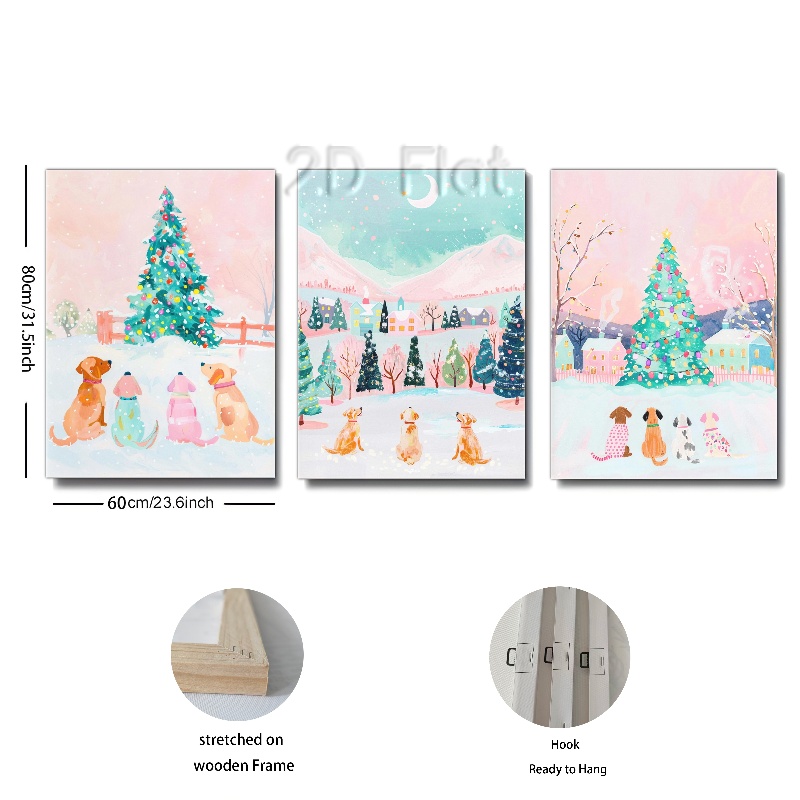 2D Flat
80cm/31.5inch
60cm/23.6inch
stretched on
wooden Frame
Hook
Ready to Hang